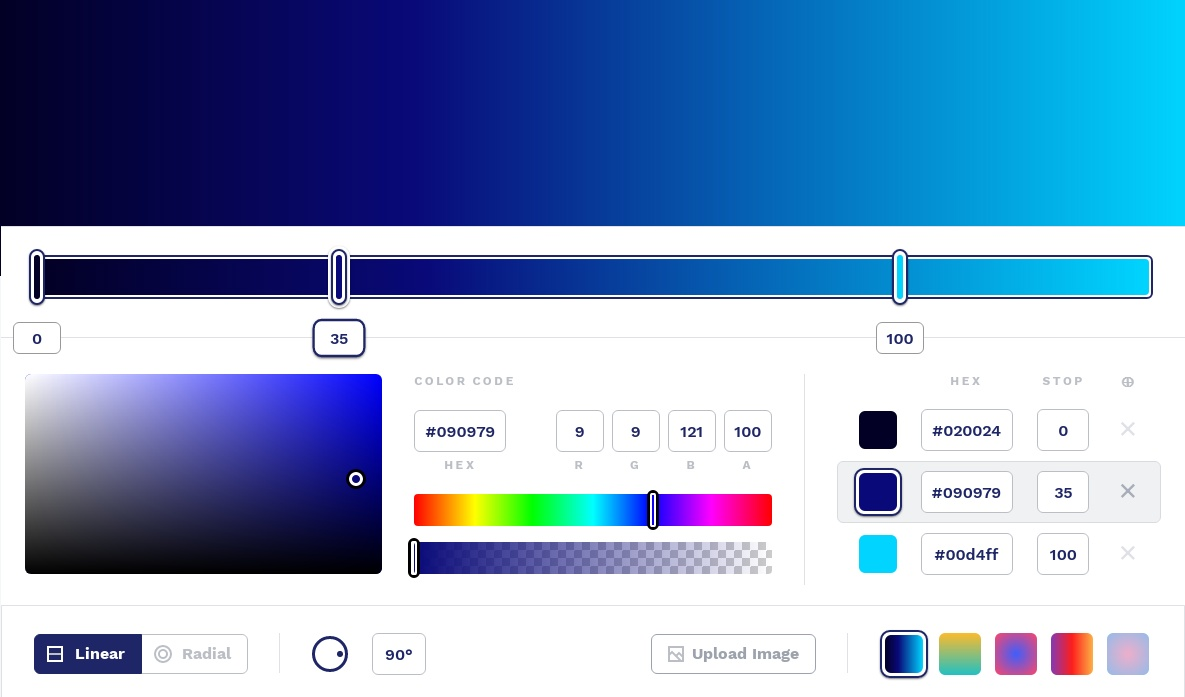 0 35 100
COLOR CODE HEX STOP
#090979 9 9 121 100
HEX R G B A
#020024 0
#090979 35
#00d4ff 100
Linear Radial 90° Upload Image